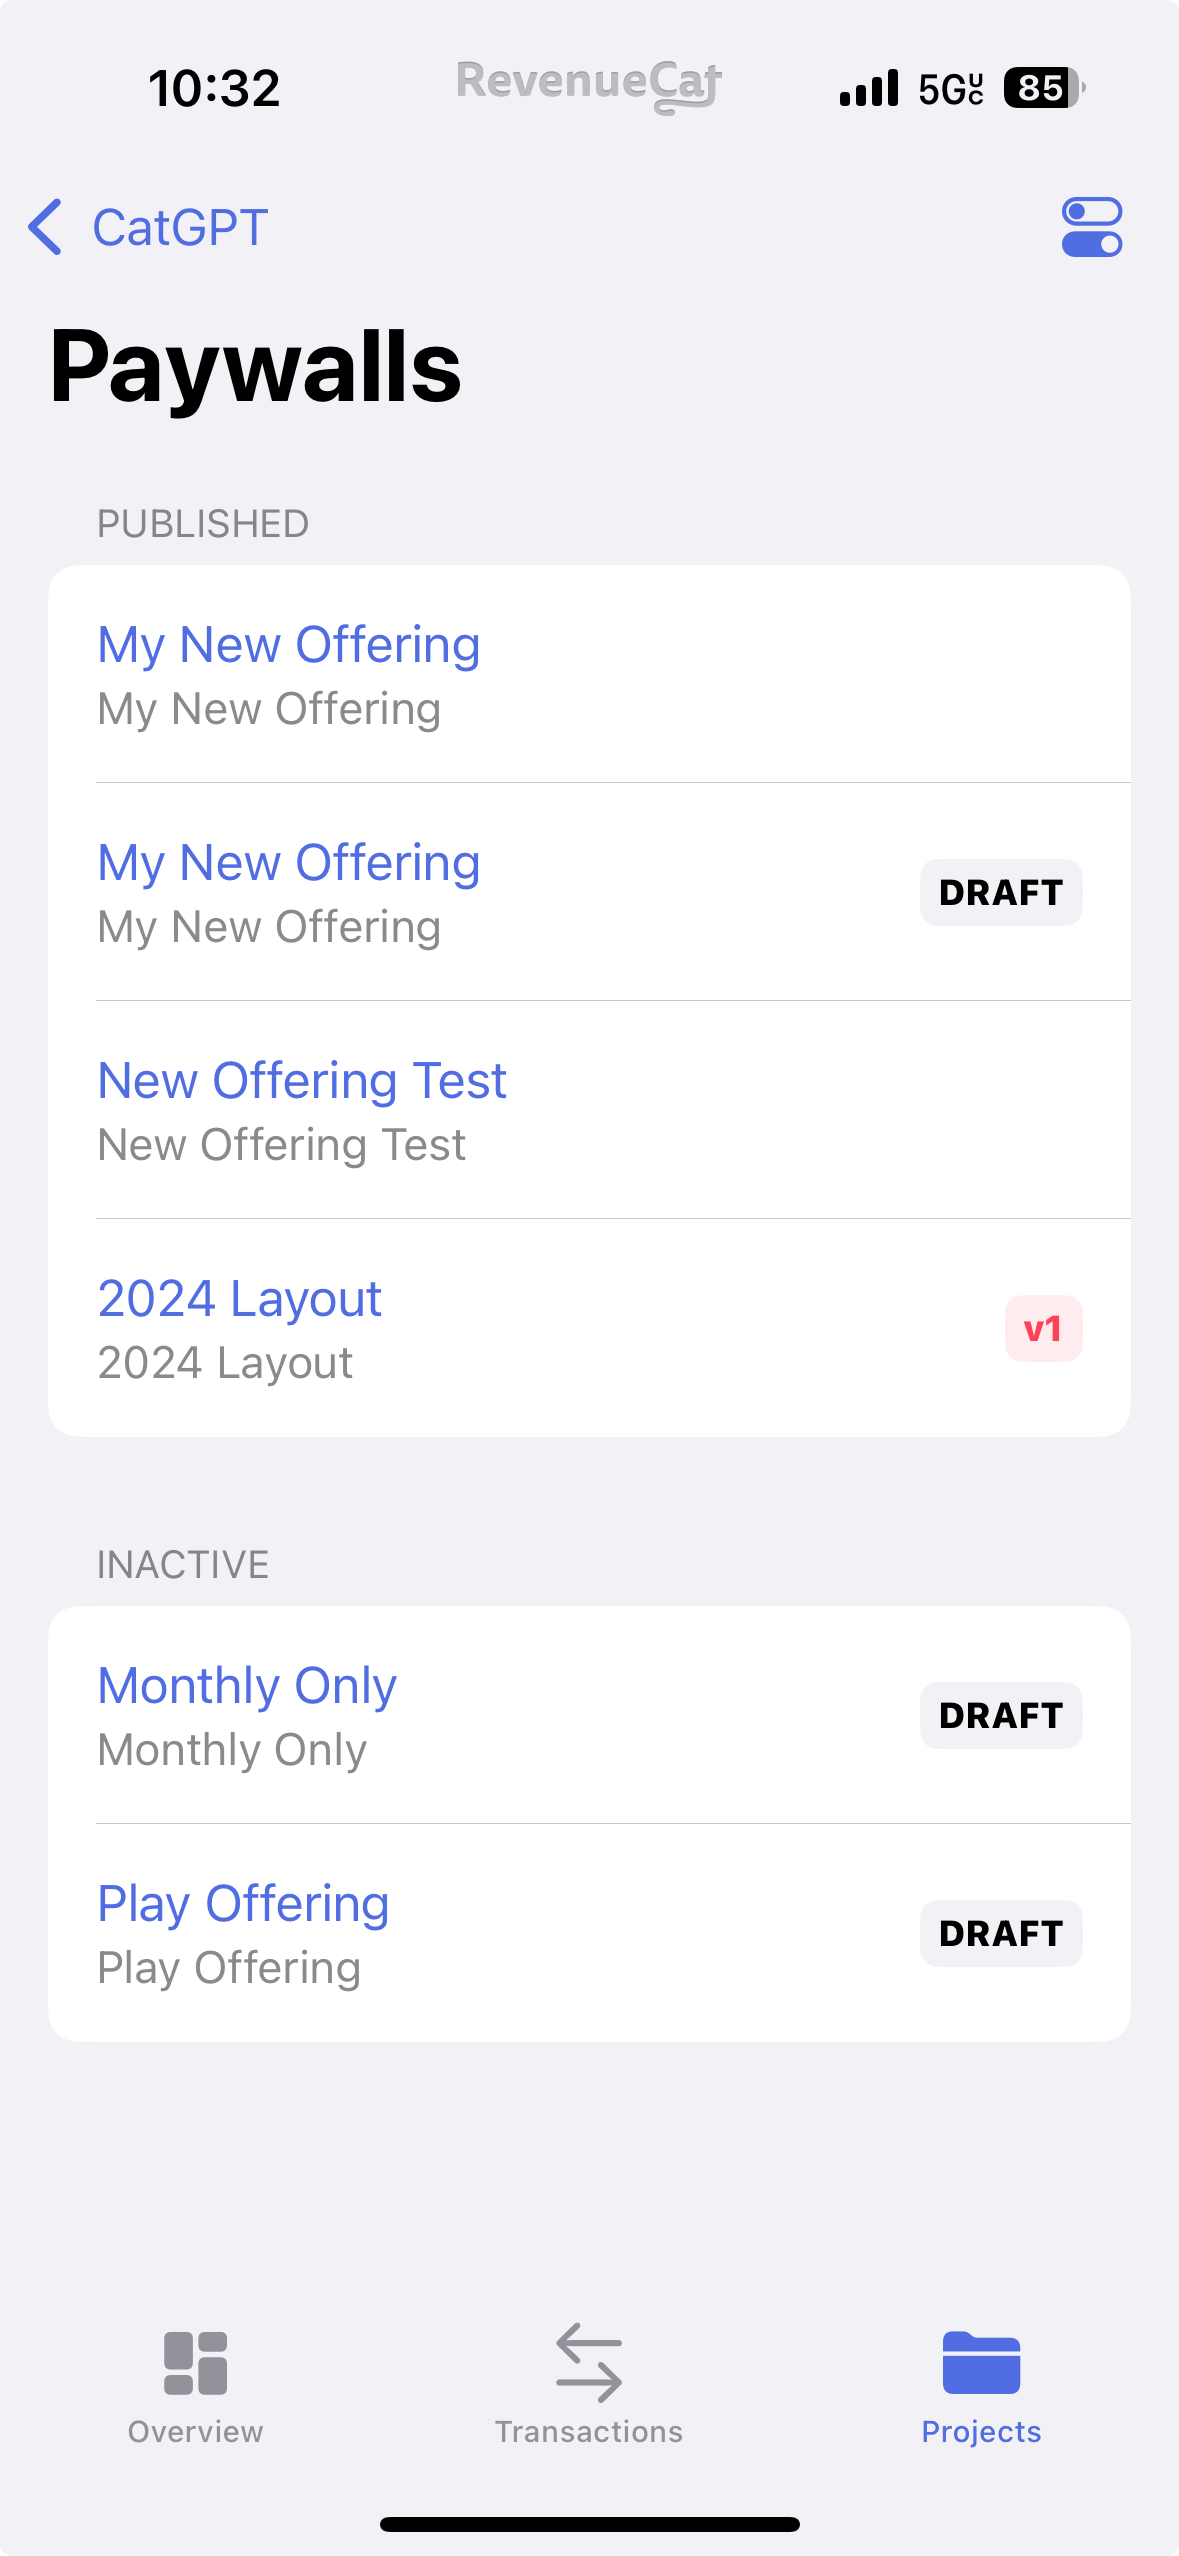 10:32
RevenueCat
5GUC
85
CatGPT
Paywalls
PUBLISHED
My New Offering
My New Offering
My New Offering
My New Offering
DRAFT
New Offering Test
New Offering Test
2024 Layout
2024 Layout
v1
INACTIVE
Monthly Only
Monthly Only
DRAFT
Play Offering
Play Offering
DRAFT
Overview
Transactions
Projects